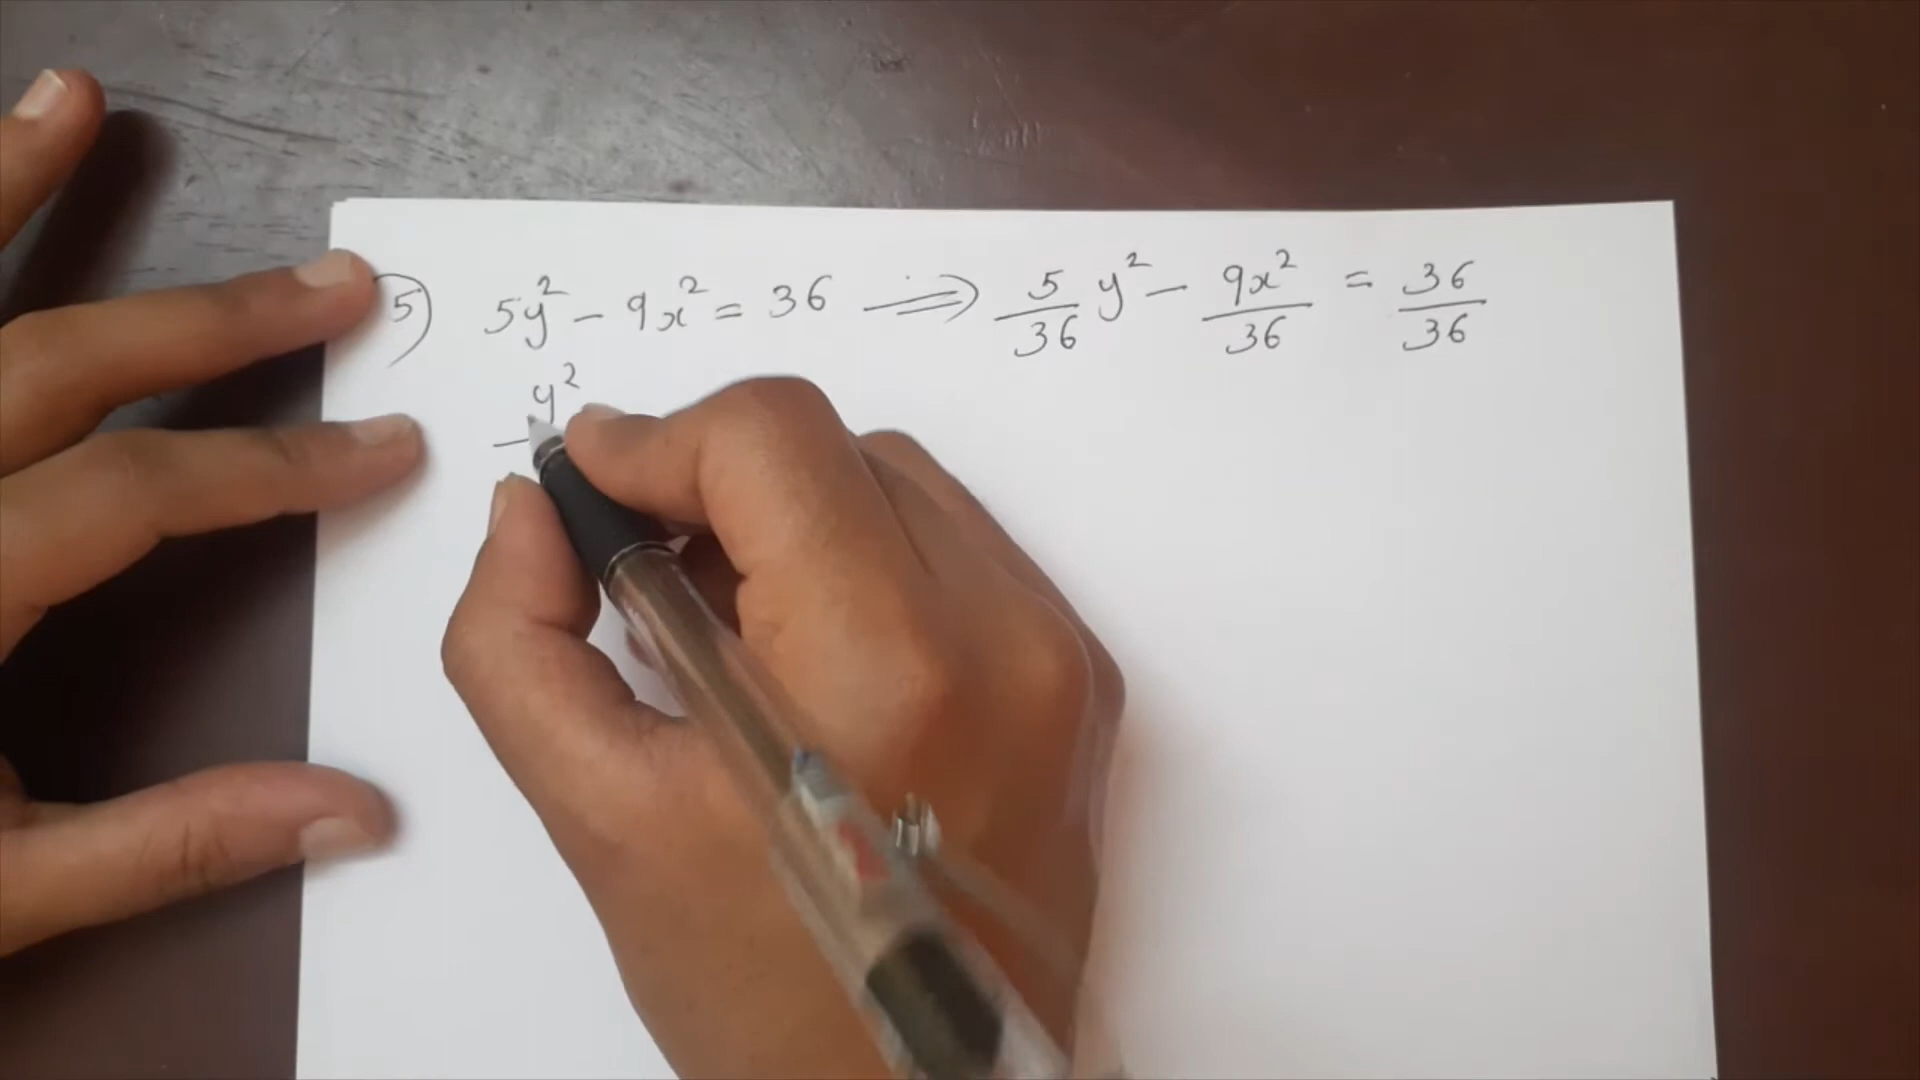 5) 5y² - 9x² = 36 ⟹ 5/36 y² - 9x²/36 = 36/36
y²